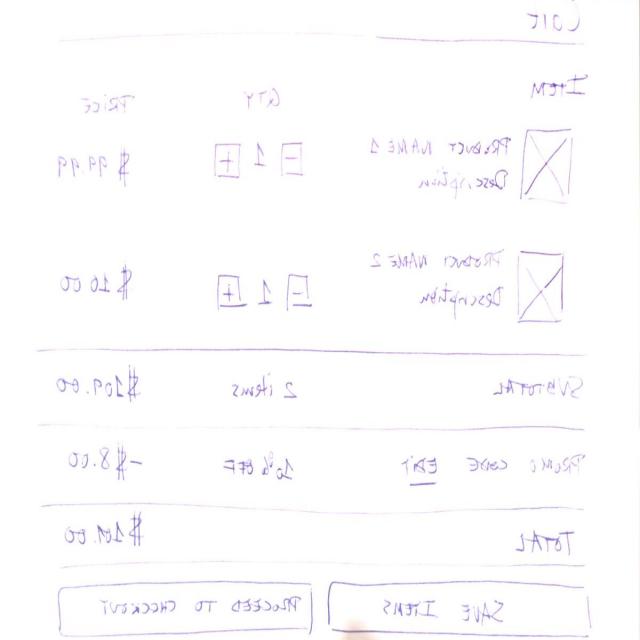 ITEM QTY PRICE
PRODUCT NAME 1 - 1 + $99.99
Description
PRODUCT NAME 2 - 1 + $10.00
Description
SUBTOTAL 2 items $109.00
PROMO CODE EDIT 10% OFF -$8.00
TOTAL $101.00
SAVE ITEMS PROCEED TO CHECKOUT